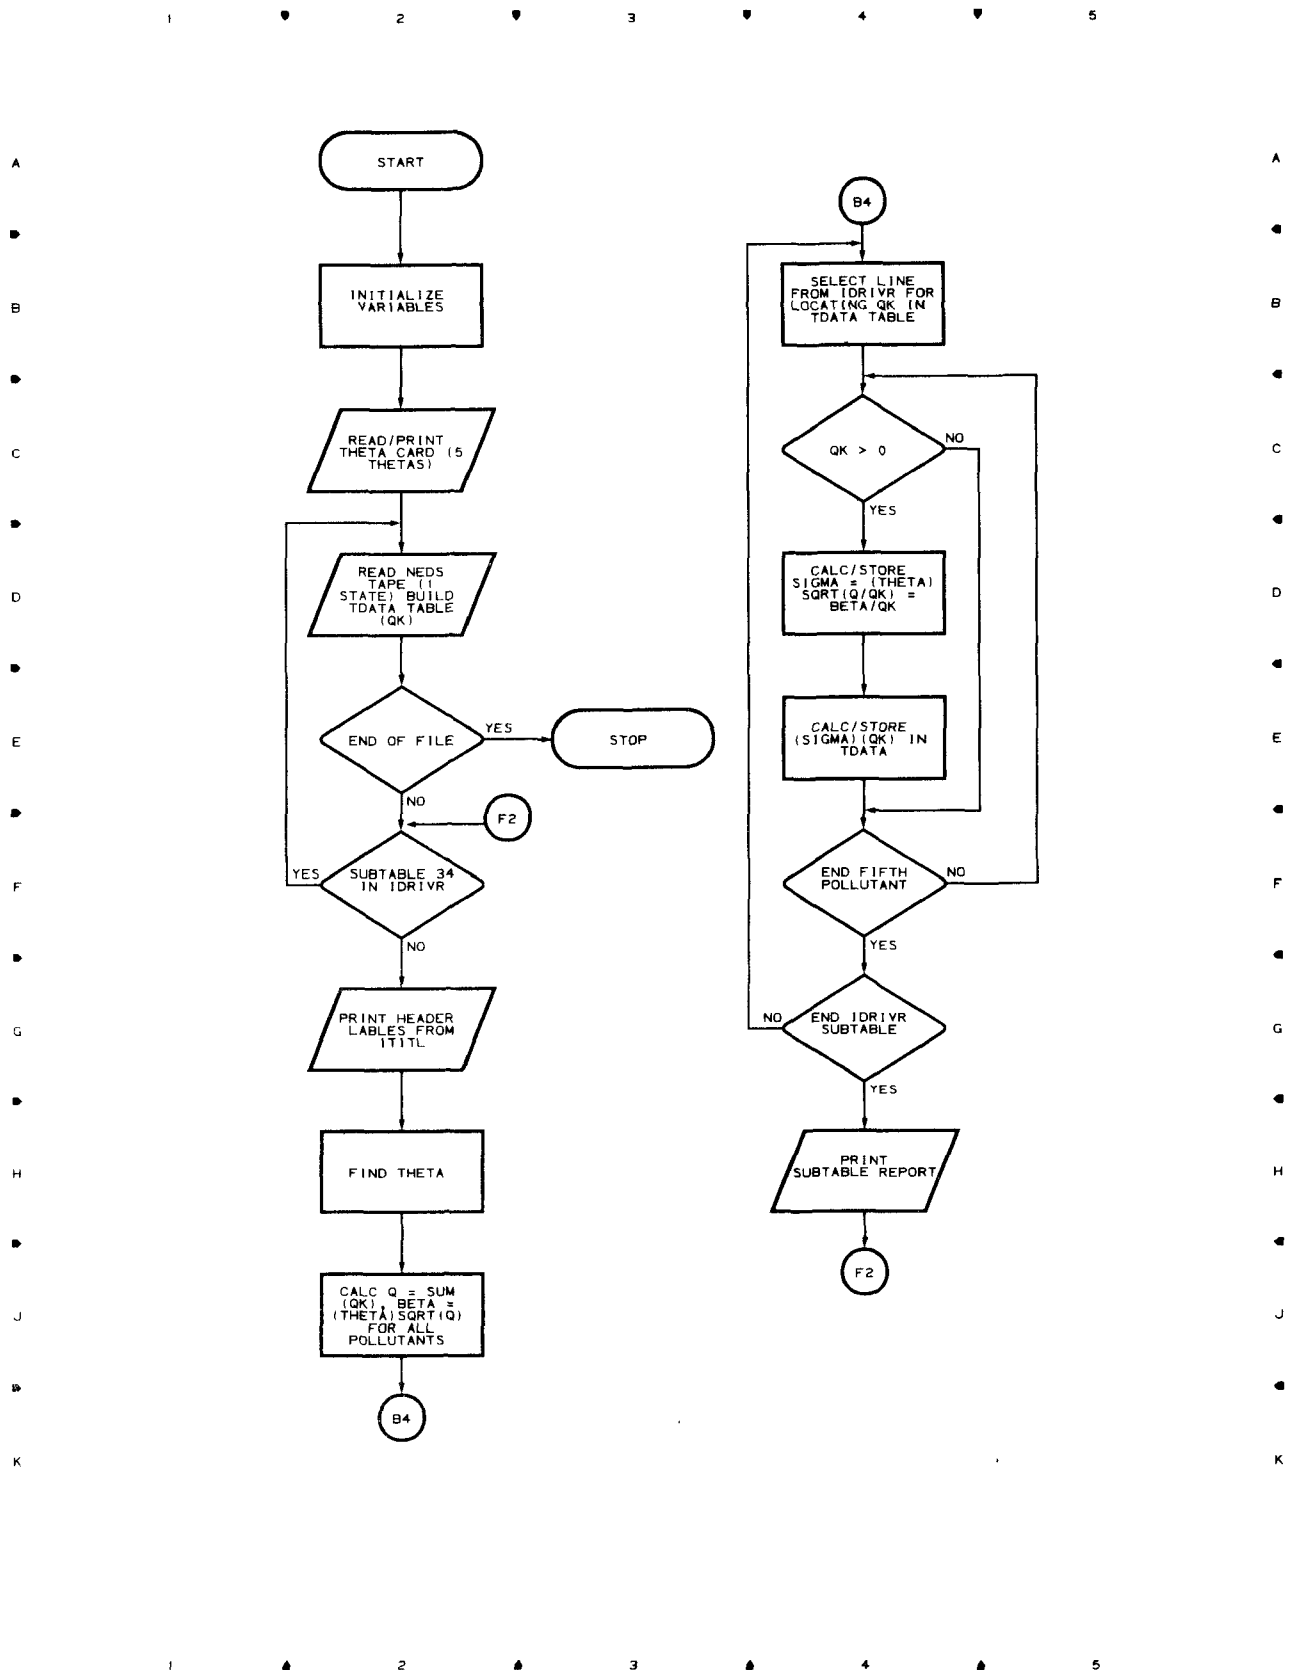 1 2 3 4 5
A
START
INITIALIZE
VARIABLES
B
READ/PRINT
THETA CARD (5
THETAS)
C
READ NEDS
TAPE (1
STATE) BUILD
TDATA TABLE
(QK)
D
END OF FILE
YES
STOP
E
NO
F2
SUBTABLE 34
IN IDRIVR
YES
F
NO
PRINT HEADER
LABLES FROM
ITITL
G
FIND THETA
H
CALC Q = SUM
(QK), BETA =
(THETA)SQRT(Q)
FOR ALL
POLLUTANTS
J
B4
K
B4
A
SELECT LINE
FROM IDRIVR FOR
LOCATING QK IN
TDATA TABLE
B
QK > 0
NO
C
YES
CALC/STORE
SIGMA = (THETA)
SQRT(Q/QK) =
BETA/QK
D
CALC/STORE
(SIGMA)(QK) IN
TDATA
E
END FIFTH
POLLUTANT
NO
F
YES
END IDRIVR
SUBTABLE
NO
G
YES
PRINT
SUBTABLE REPORT
H
F2
J
K
1 2 3 4 5